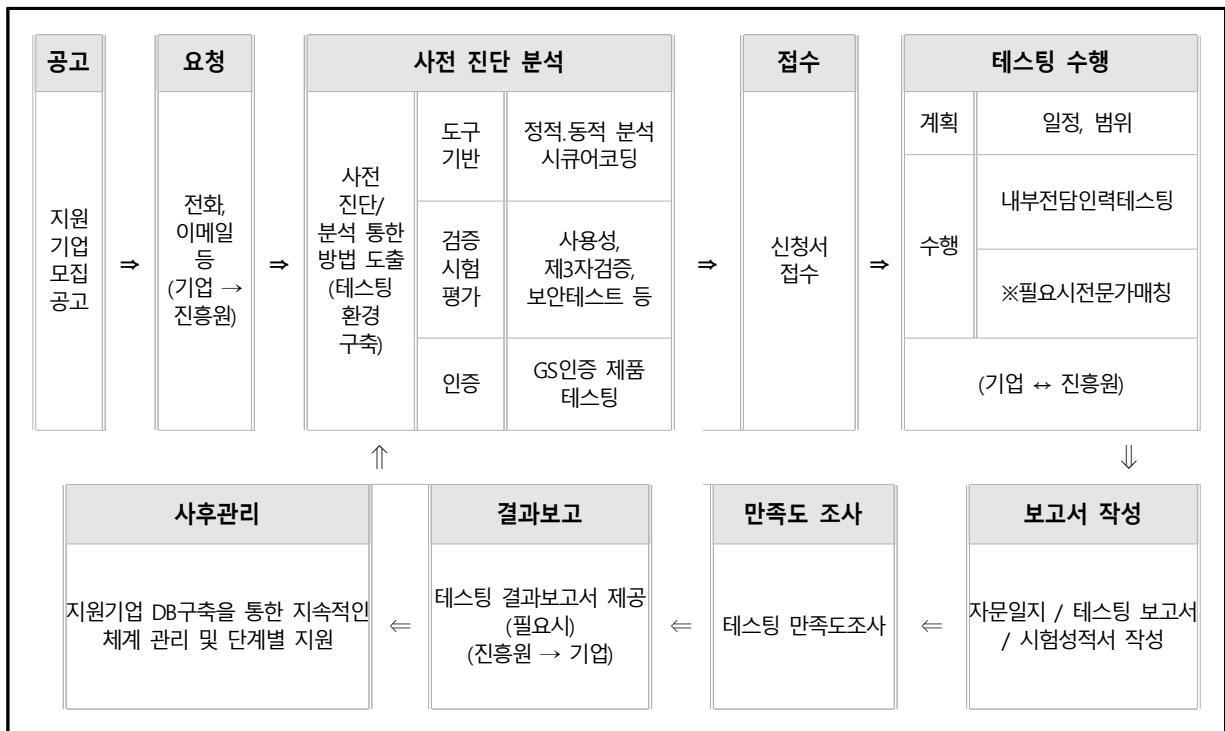 공고
지원
기업
모집
공고
⇒
요청
전화,
이메일
등
(기업 →
진흥원)
⇒
사전 진단 분석
사전
진단/
분석 통한
방법 도출
(테스팅
환경
구축)
도구
기반
정적.동적 분석
시큐어코딩
검증
시험
평가
사용성,
제3자검증,
보안테스트 등
인증
GS인증 제품
테스팅
⇒
접수
신청서
접수
⇒
테스팅 수행
계획
일정, 범위
수행
내부전담인력테스팅
※필요시전문가매칭
(기업 ↔ 진흥원)
⇑
⇓
사후관리
지원기업 DB구축을 통한 지속적인
체계 관리 및 단계별 지원
⇐
결과보고
테스팅 결과보고서 제공
(필요시)
(진흥원 → 기업)
⇐
만족도 조사
테스팅 만족도조사
⇐
보고서 작성
자문일지 / 테스팅 보고서
/ 시험성적서 작성